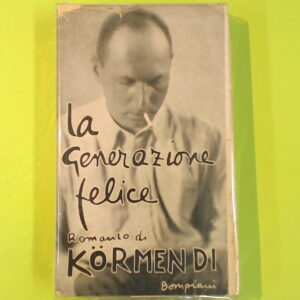 la
Generazione
felice
Romanzo di
KÖRMENDI
Bompiani